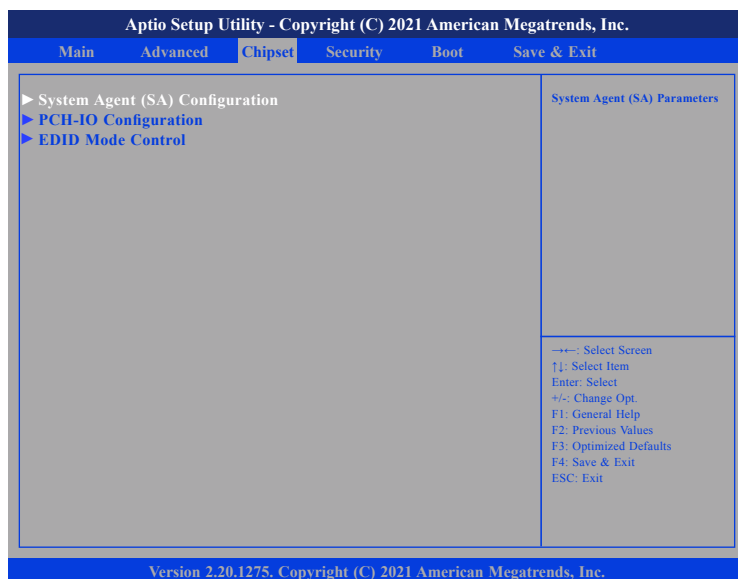 Aptio Setup Utility - Copyright (C) 2021 American Megatrends, Inc.
Main Advanced Chipset Security Boot Save & Exit
► System Agent (SA) Configuration
► PCH-IO Configuration
► EDID Mode Control
System Agent (SA) Parameters
→←: Select Screen
↑↓: Select Item
Enter: Select
+/-: Change Opt.
F1: General Help
F2: Previous Values
F3: Optimized Defaults
F4: Save & Exit
ESC: Exit
Version 2.20.1275. Copyright (C) 2021 American Megatrends, Inc.